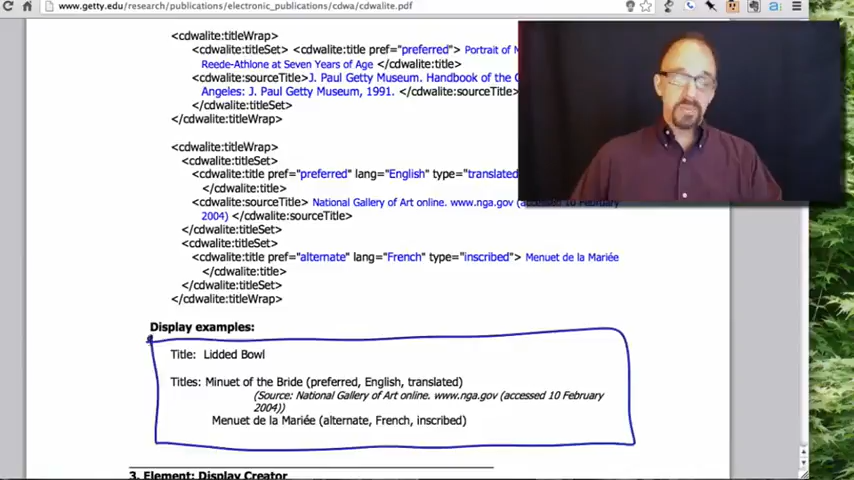 www.getty.edu/research/publications/electronic_publications/cdwa/cdwalite.pdf
<cdwalite:titleWrap>
<cdwalite:titleSet> <cdwalite:title pref="preferred"> Portrait of
Reede-Athlone at Seven Years of Age </cdwalite:title>
<cdwalite:sourceTitle>J. Paul Getty Museum. Handbook of the
Angeles: J. Paul Getty Museum, 1991. </cdwalite:sourceTitle>
</cdwalite:titleSet>
</cdwalite:titleWrap>
<cdwalite:titleWrap>
<cdwalite:titleSet>
<cdwalite:title pref="preferred" lang="English" type="translated
</cdwalite:title>
<cdwalite:sourceTitle> National Gallery of Art online. www.nga.gov (accessed 10 February
2004) </cdwalite:sourceTitle>
</cdwalite:titleSet>
<cdwalite:titleSet>
<cdwalite:title pref="alternate" lang="French" type="inscribed"> Menuet de la Mariée
</cdwalite:title>
</cdwalite:titleSet>
</cdwalite:titleWrap>
Display examples:
Title: Lidded Bowl
Titles: Minuet of the Bride (preferred, English, translated)
(Source: National Gallery of Art online. www.nga.gov (accessed 10 February
2004))
Menuet de la Mariée (alternate, French, inscribed)
3. Element: Display Creator